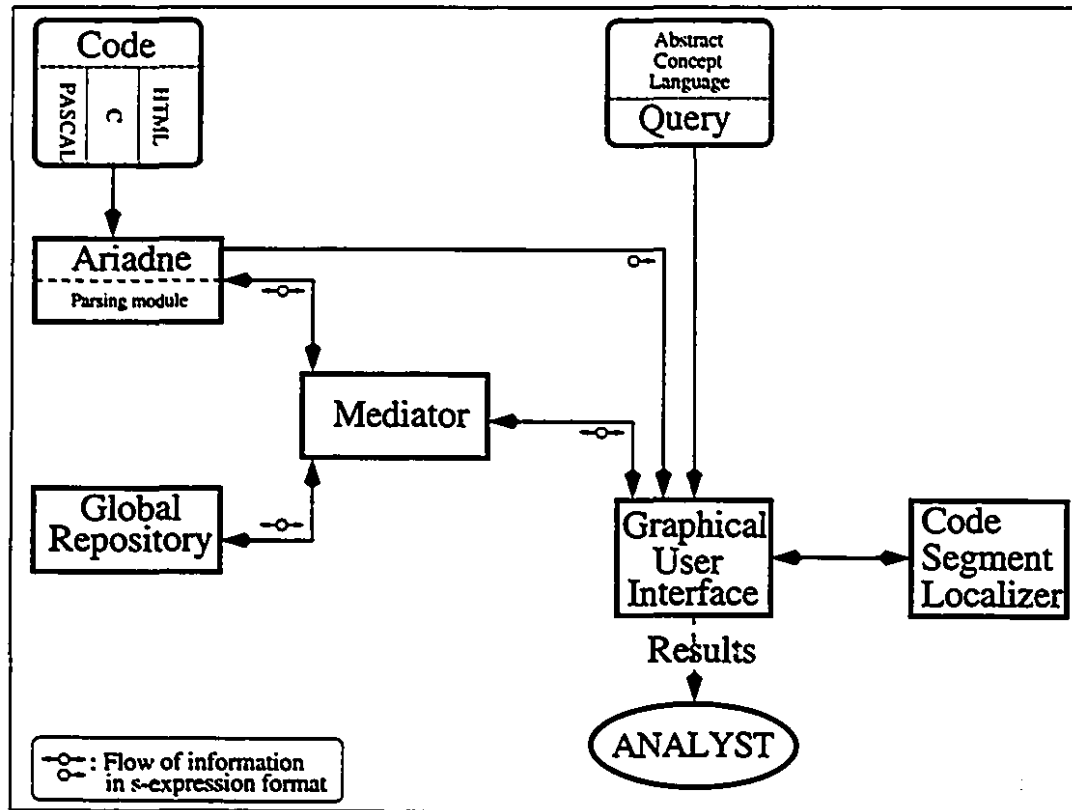 Code
PASCAL
C
HTML
Abstract
Concept
Language
Query
Ariadne
Parsing module
Mediator
Global
Repository
Graphical
User
Interface
Code
Segment
Localizer
Results
ANALYST
: Flow of information
in s-expression format